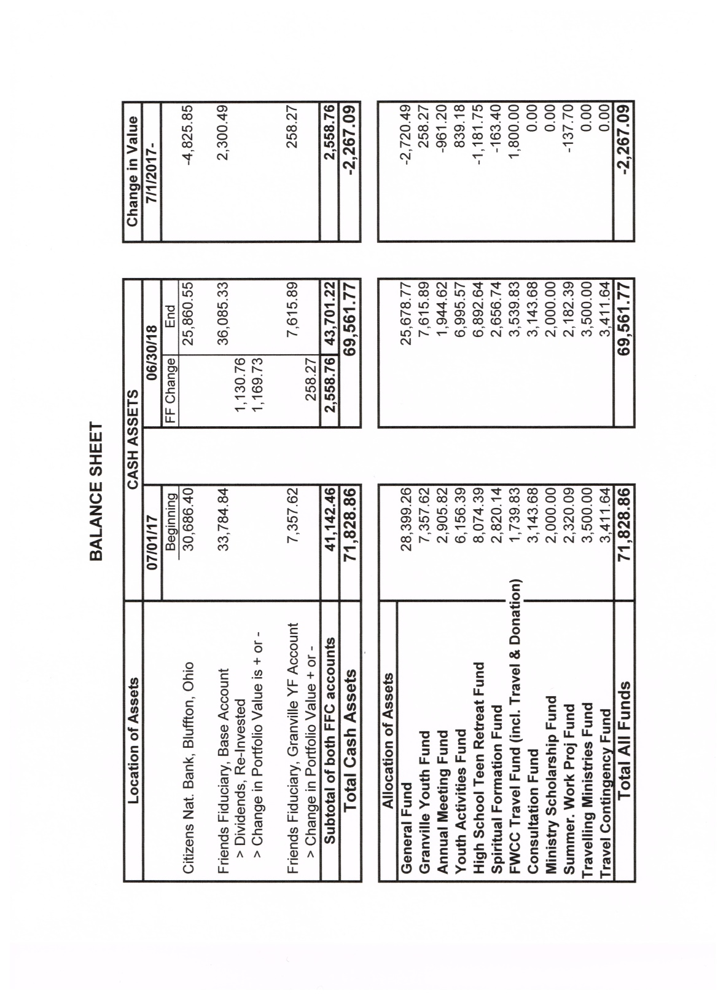 BALANCE SHEET
Location of Assets CASH ASSETS Change in Value
07/01/17 06/30/18 7/1/2017-
Beginning FF Change End
Citizens Nat. Bank, Bluffton, Ohio 30,686.40 25,860.55 -4,825.85
Friends Fiduciary, Base Account 33,784.84 36,085.33 2,300.49
> Dividends, Re-Invested 1,130.76
> Change in Portfolio Value is + or - 1,169.73
Friends Fiduciary, Granville YF Account 7,357.62 7,615.89 258.27
> Change in Portfolio Value + or - 258.27
Subtotal of both FFC accounts 41,142.46 2,558.76 43,701.22 2,558.76
Total Cash Assets 71,828.86 69,561.77 -2,267.09
Allocation of Assets
General Fund 28,399.26 25,678.77 -2,720.49
Granville Youth Fund 7,357.62 7,615.89 258.27
Annual Meeting Fund 2,905.82 1,944.62 -961.20
Youth Activities Fund 6,156.39 6,995.57 839.18
High School Teen Retreat Fund 8,074.39 6,892.64 -1,181.75
Spiritual Formation Fund 2,820.14 2,656.74 -163.40
FWCC Travel Fund (incl. Travel & Donation) 1,739.83 3,539.83 1,800.00
Consultation Fund 3,143.68 3,143.68 0.00
Ministry Scholarship Fund 2,000.00 2,000.00 0.00
Summer. Work Proj Fund 2,320.09 2,182.39 -137.70
Travelling Ministries Fund 3,500.00 3,500.00 0.00
Travel Contingency Fund 3,411.64 3,411.64 0.00
Total All Funds 71,828.86 69,561.77 -2,267.09